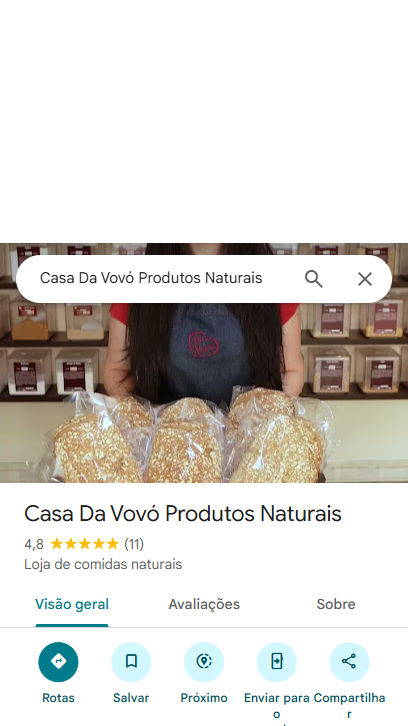 Casa Da Vovó Produtos Naturais
Casa Da Vovó Produtos Naturais
4,8 ★★★★★ (11)
Loja de comidas naturais
Visão geral
Avaliações
Sobre
Rotas
Salvar
Próximo
Enviar para
o
Compartilha
r